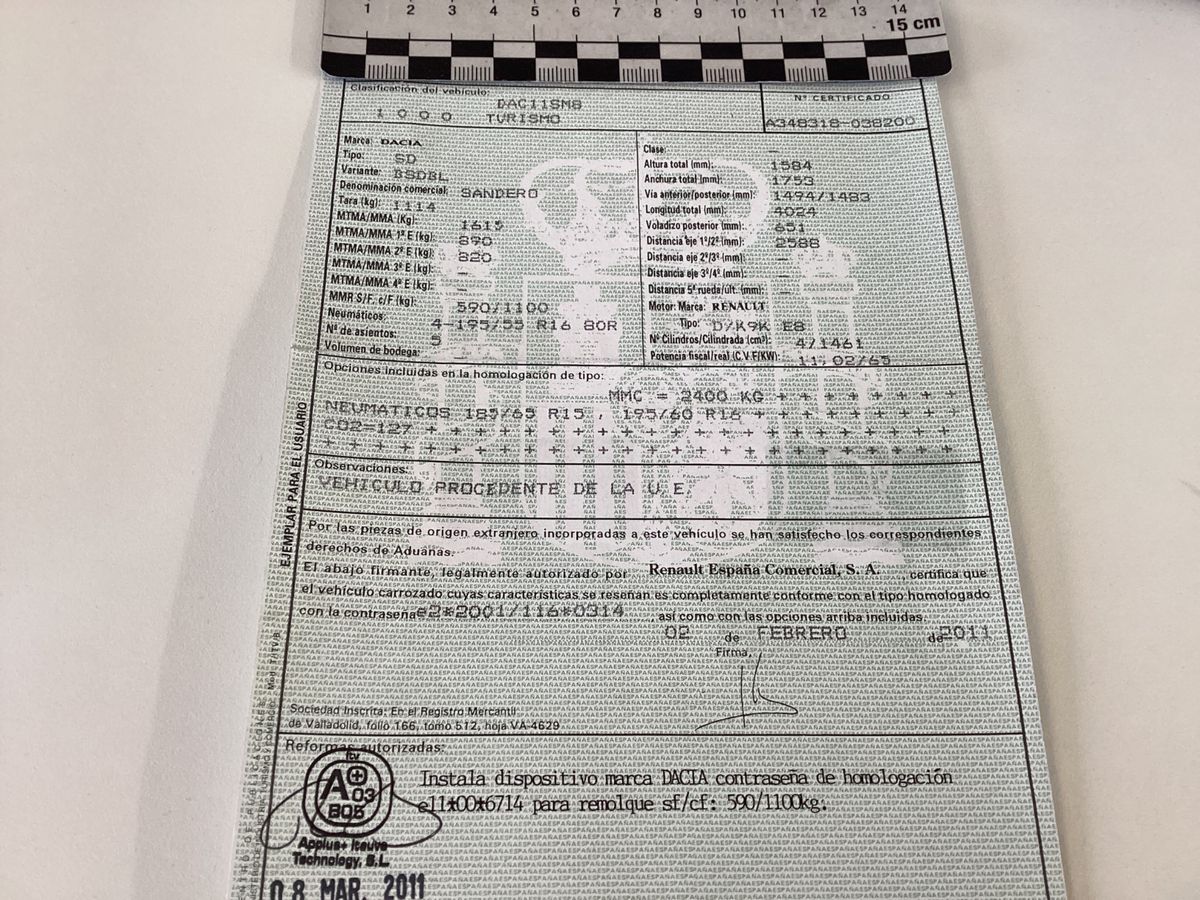 1 2 3 4 5 6 7 8 9 10 11 12 13 14
15 cm
Clasificación del vehículo:
DAC11SM8
1 0 0 0 TURISMO
Nº CERTIFICADO
A348318-038200
Marca: DACIA
Tipo: SD
Variante: BSDBL
Denominación comercial: SANDERO
Tara (kg): 1114
MTMA/MMA (Kg): 1615
MTMA/MMA 1º E (kg): 890
MTMA/MMA 2º E (kg): 820
MTMA/MMA 3º E (kg): –
MTMA/MMA 4º E (kg): –
MMR S/F. c/F (kg): 590/1100
Neumáticos: 4-195/55 R16 80R
Nº de asientos: 5
Volumen de bodega: –
Clase: –
Altura total (mm): 1584
Anchura total (mm): 1753
Vía anterior/posterior (mm): 1494/1483
Longitud total (mm): 4024
Voladizo posterior (mm): 651
Distancia eje 1º/2º (mm): 2588
Distancia eje 2º/3º (mm): –
Distancia eje 3º/4º (mm): –
Distancia 5ª rueda/últ. (mm): –
Motor: Marca: RENAULT
Tipo: D/K9K E8
Nº Cilindros/Cilindrada (cm³): 4/1461
Potencia fiscal/real (C.V.F/KW): 11,02/65
Opciones incluidas en la homologación de tipo:
MMC = 2400 KG + + + + + + + +
NEUMATICOS 185/65 R15 , 195/60 R16 + + + + + + + + +
CO2=127 + + + + + + + + + + + + + + + + + + + + +
+ + + + + + + + + + + + + + + + + + + + + + + + +
Observaciones:
VEHICULO PROCEDENTE DE LA U.E.
Por las piezas de origen extranjero incorporadas a este vehículo se han satisfecho los correspondientes
derechos de Aduanas.
El abajo firmante, legalmente autorizado por Renault España Comercial, S. A. , certifica que
el vehículo carrozado cuyas características se reseñan es completamente conforme con el tipo homologado
con la contraseña e2*2001/116*0314 , así como con las opciones arriba incluidas.
02 de FEBRERO de 2011
Firma,
Sociedad Inscrita: En el Registro Mercantil
de Valladolid, folio 166, tomo 512, hoja VA-4629
EJEMPLAR PARA EL USUARIO
Mod. T/TV/B
Reformas autorizadas:
Instala dispositivo marca DACIA contraseña de homologación
e11*00*6714 para remolque sf/cf: 590/1100kg.
itv
A+
03
805
Applus+ Iteuve
Technology, S.L.
08 MAR. 2011